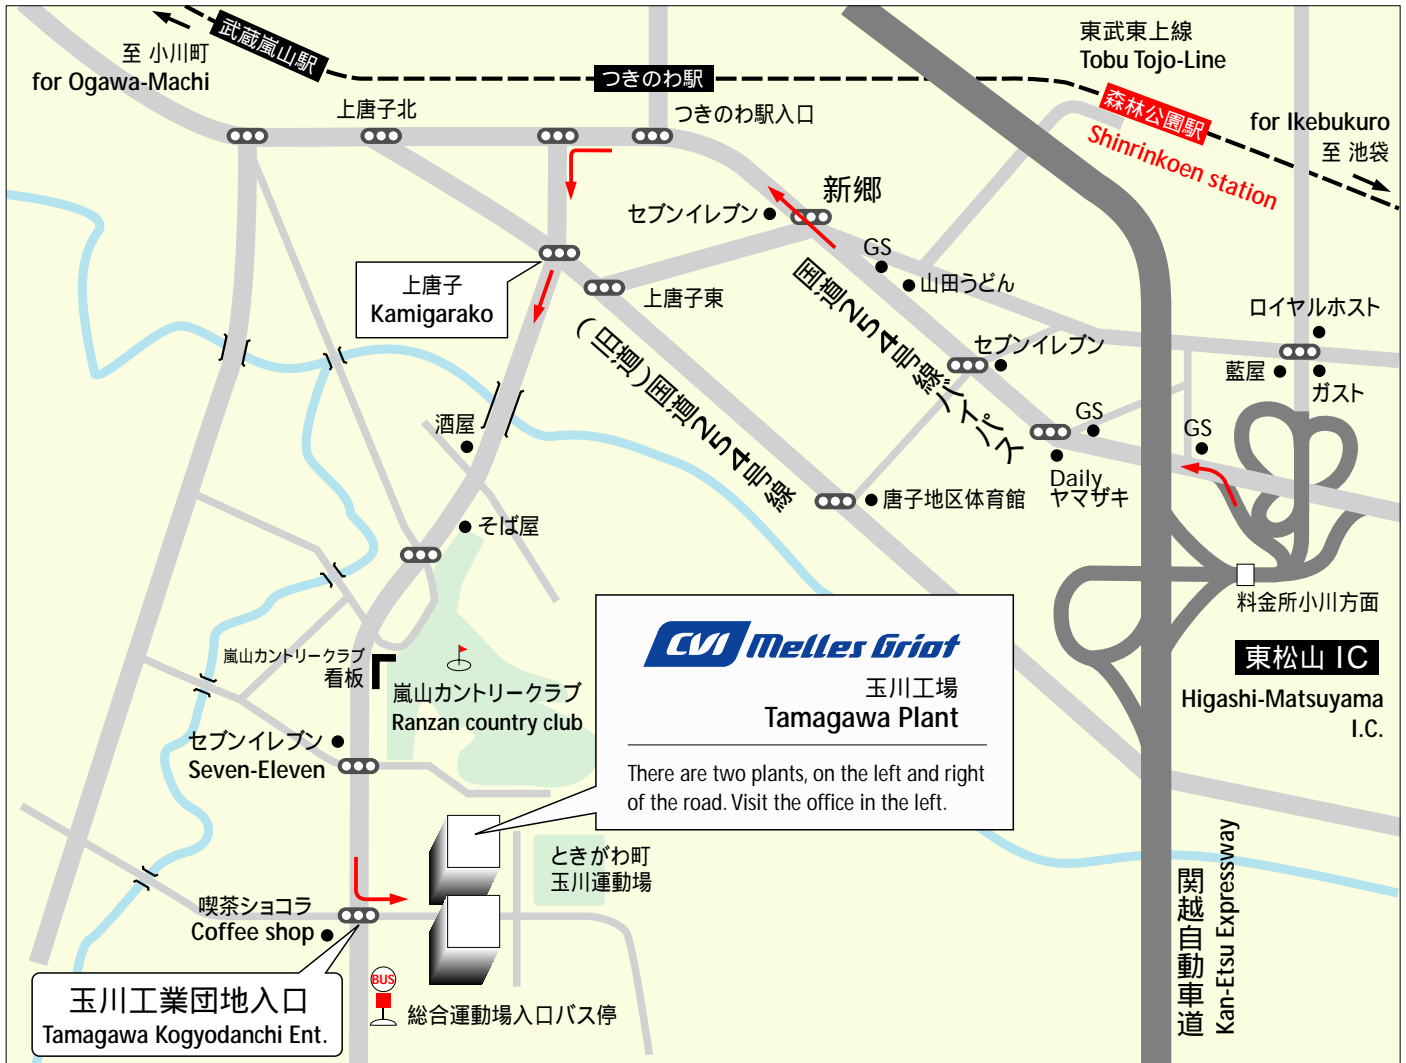 武蔵嵐山駅
至 小川町
for Ogawa-Machi
つきのわ駅
東武東上線
Tobu Tojo-Line
森林公園駅
Shinrinkoen station
for Ikebukuro
至 池袋
上唐子北
つきのわ駅入口
新郷
セブンイレブン
GS
山田うどん
上唐子
Kamigarako
上唐子東
国道254号線バイパス
(旧道)国道254号線
セブンイレブン
ロイヤルホスト
藍屋
ガスト
GS
GS
Daily
ヤマザキ
唐子地区体育館
酒屋
そば屋
料金所小川方面
東松山 IC
Higashi-Matsuyama
I.C.
嵐山カントリークラブ
看板
嵐山カントリークラブ
Ranzan country club
CVI Melles Griot
玉川工場
Tamagawa Plant
There are two plants, on the left and right
of the road. Visit the office in the left.
セブンイレブン
Seven-Eleven
ときがわ町
玉川運動場
喫茶ショコラ
Coffee shop
関越自動車道
Kan-Etsu Expressway
玉川工業団地入口
Tamagawa Kogyodanchi Ent.
BUS
総合運動場入口バス停